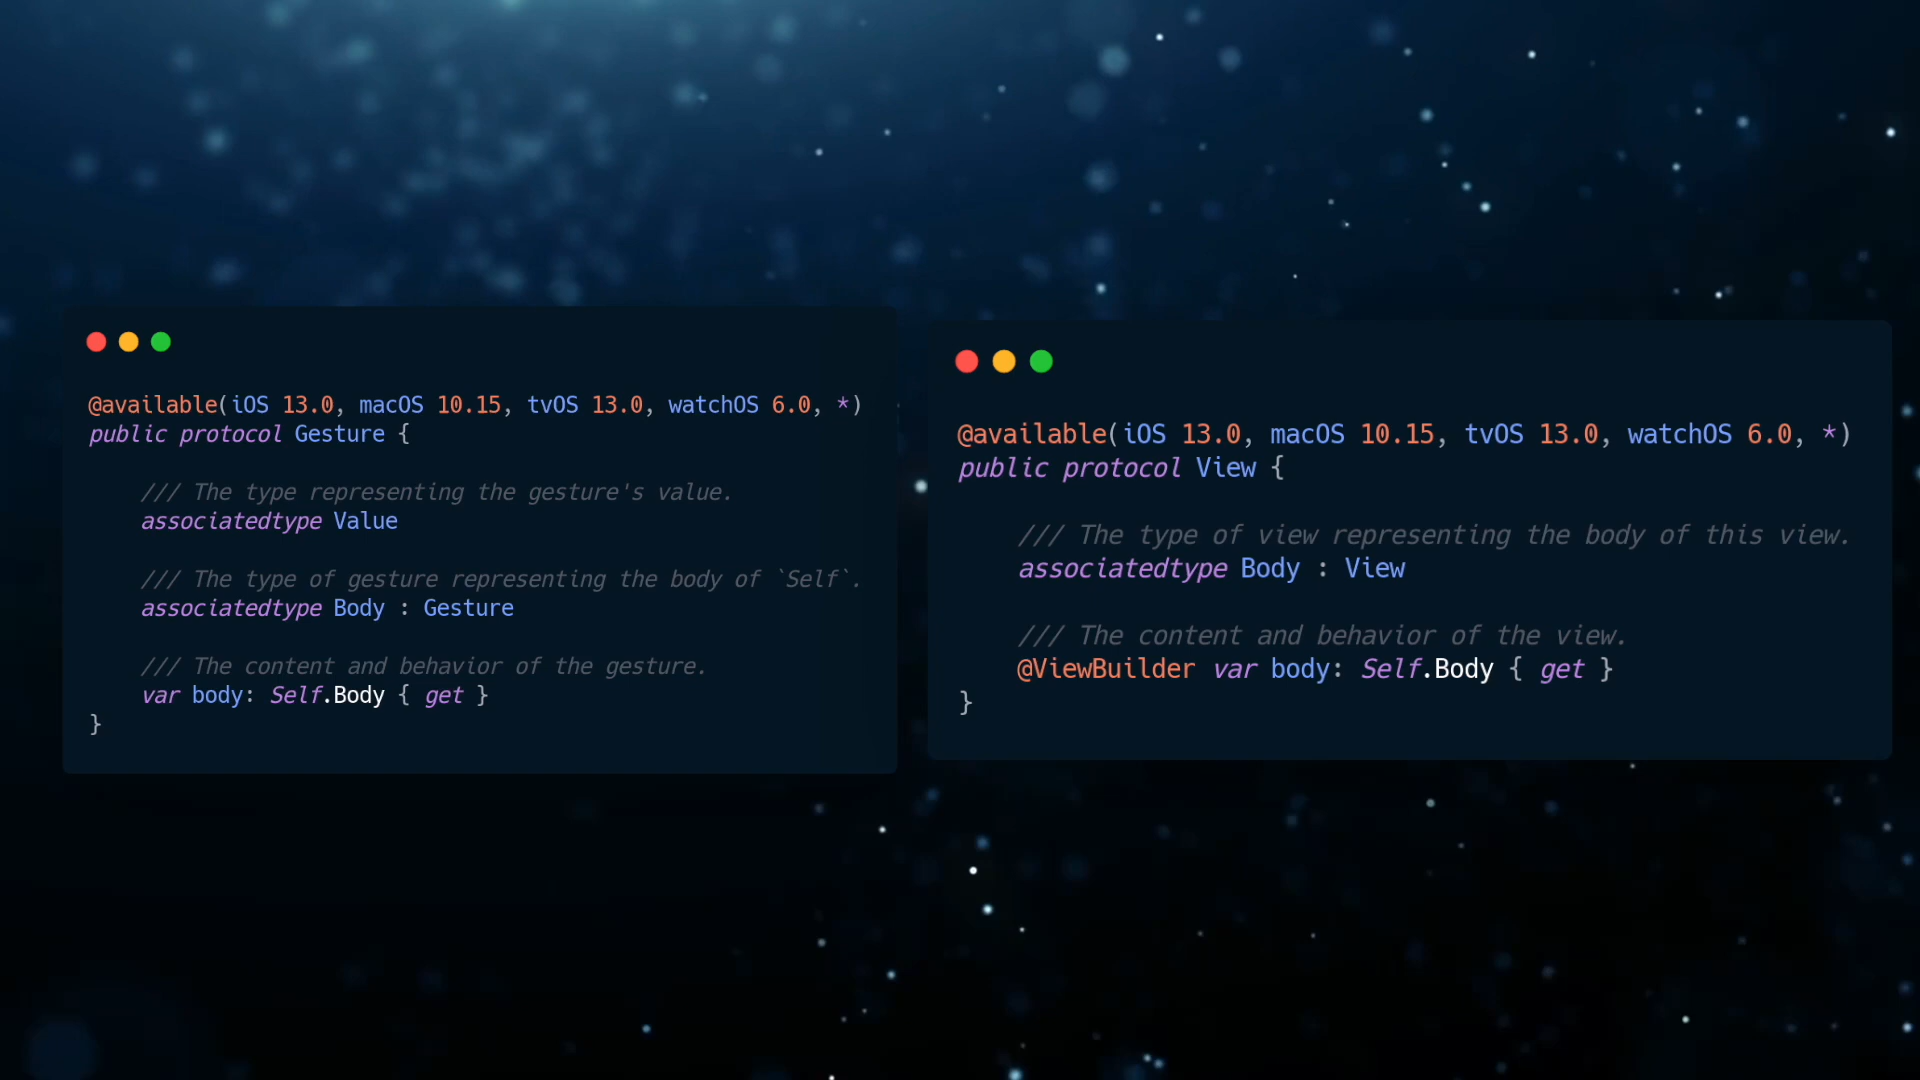 @available(iOS 13.0, macOS 10.15, tvOS 13.0, watchOS 6.0, *)
public protocol Gesture {
/// The type representing the gesture's value.
associatedtype Value
/// The type of gesture representing the body of `Self`.
associatedtype Body : Gesture
/// The content and behavior of the gesture.
var body: Self.Body { get }
}
@available(iOS 13.0, macOS 10.15, tvOS 13.0, watchOS 6.0, *)
public protocol View {
/// The type of view representing the body of this view.
associatedtype Body : View
/// The content and behavior of the view.
@ViewBuilder var body: Self.Body { get }
}